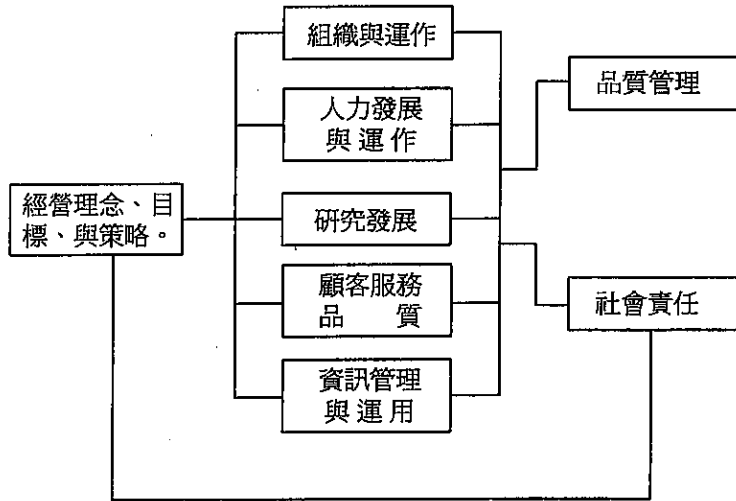 組織與運作
人力發展
與運作
研究發展
顧客服務
品質
資訊管理
與運用
經營理念、目
標、與策略。
品質管理
社會責任